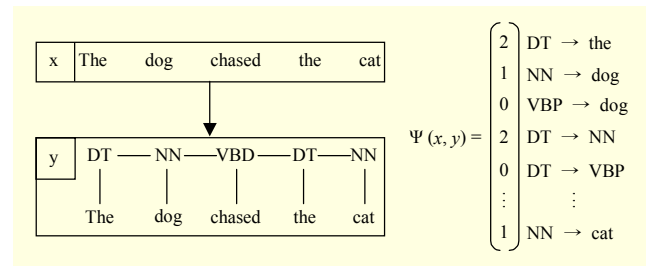 x The dog chased the cat
y DT NN VBD DT NN
The dog chased the cat
Ψ (x, y) =
2 DT → the
1 NN → dog
0 VBP → dog
2 DT → NN
0 DT → VBP
⋮ ⋮
1 NN → cat